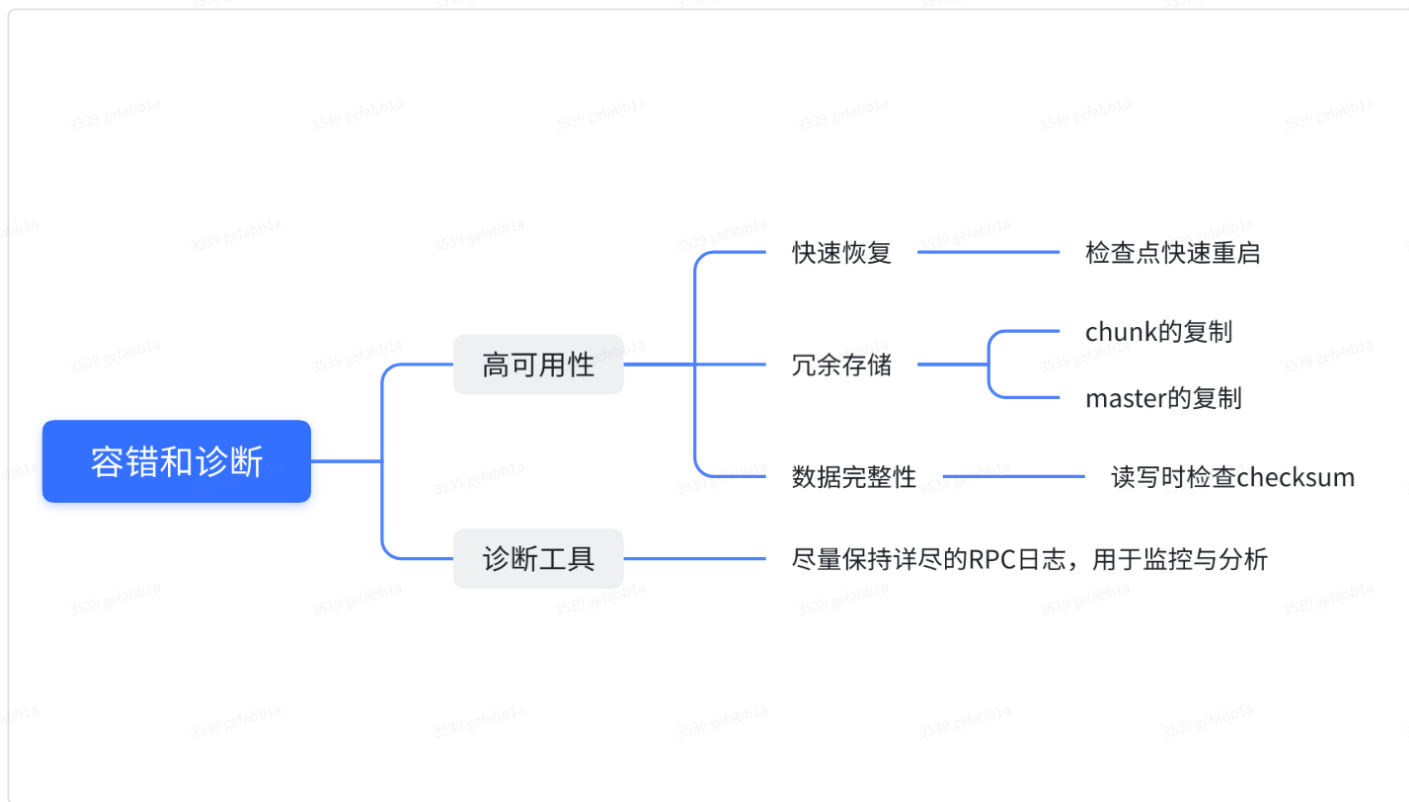 容错和诊断
高可用性
快速恢复
检查点快速重启
冗余存储
chunk的复制
master的复制
数据完整性
读写时检查checksum
诊断工具
尽量保持详尽的RPC日志，用于监控与分析
3539 gefabb1a